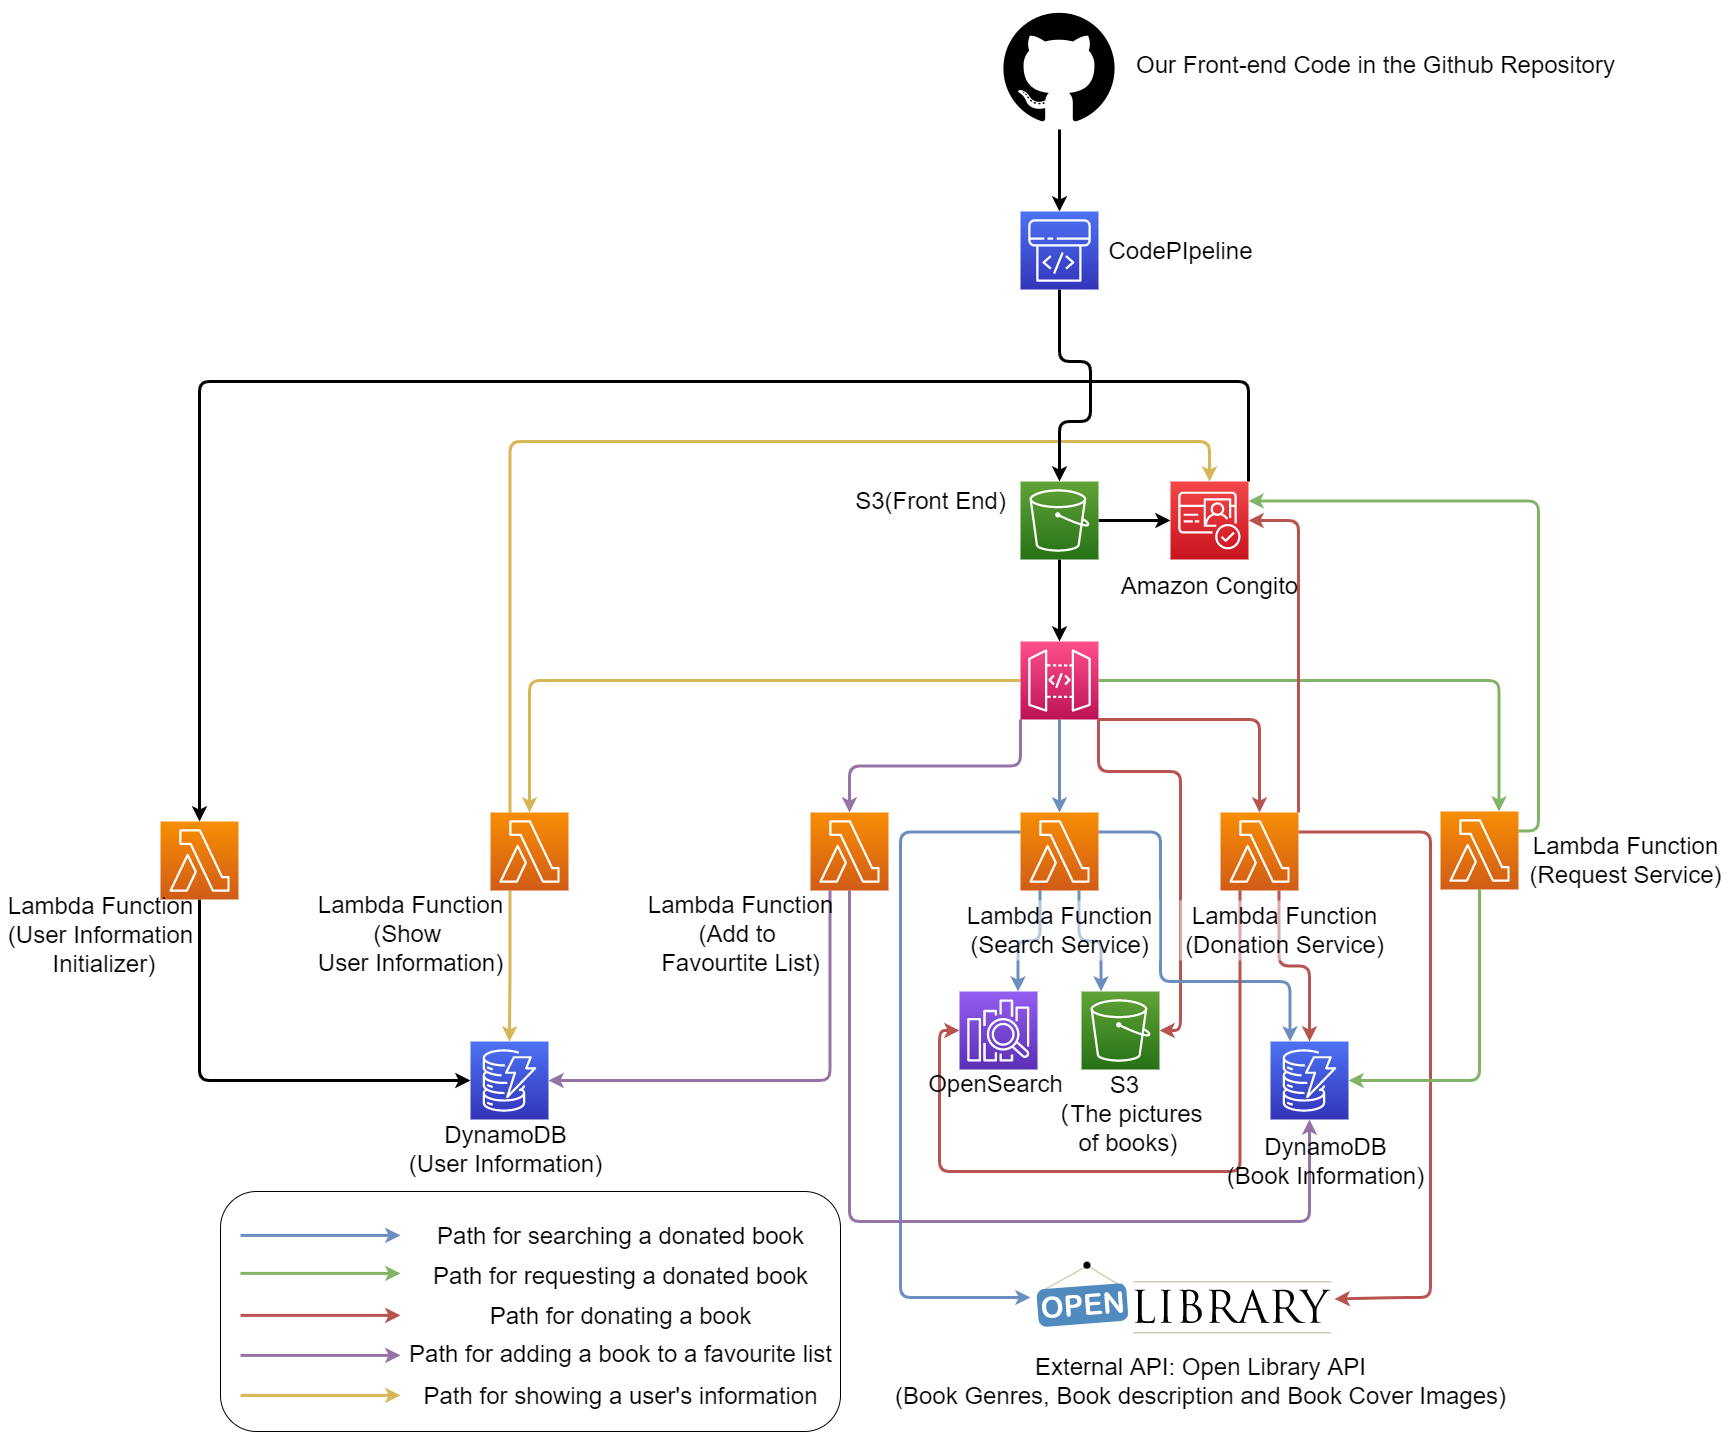 Our Front-end Code in the Github Repository
CodePIpeline
S3(Front End)
Amazon Congito
Lambda Function
(User Information
Initializer)
Lambda Function
(Show
User Information)
Lambda Function
(Add to
Favourtite List)
Lambda Function
(Search Service)
Lambda Function
(Donation Service)
Lambda Function
(Request Service)
OpenSearch
S3
(The pictures
of books)
DynamoDB
(User Information)
DynamoDB
(Book Information)
Path for searching a donated book
Path for requesting a donated book
Path for donating a book
Path for adding a book to a favourite list
Path for showing a user's information
OPEN LIBRARY
External API: Open Library API
(Book Genres, Book description and Book Cover Images)